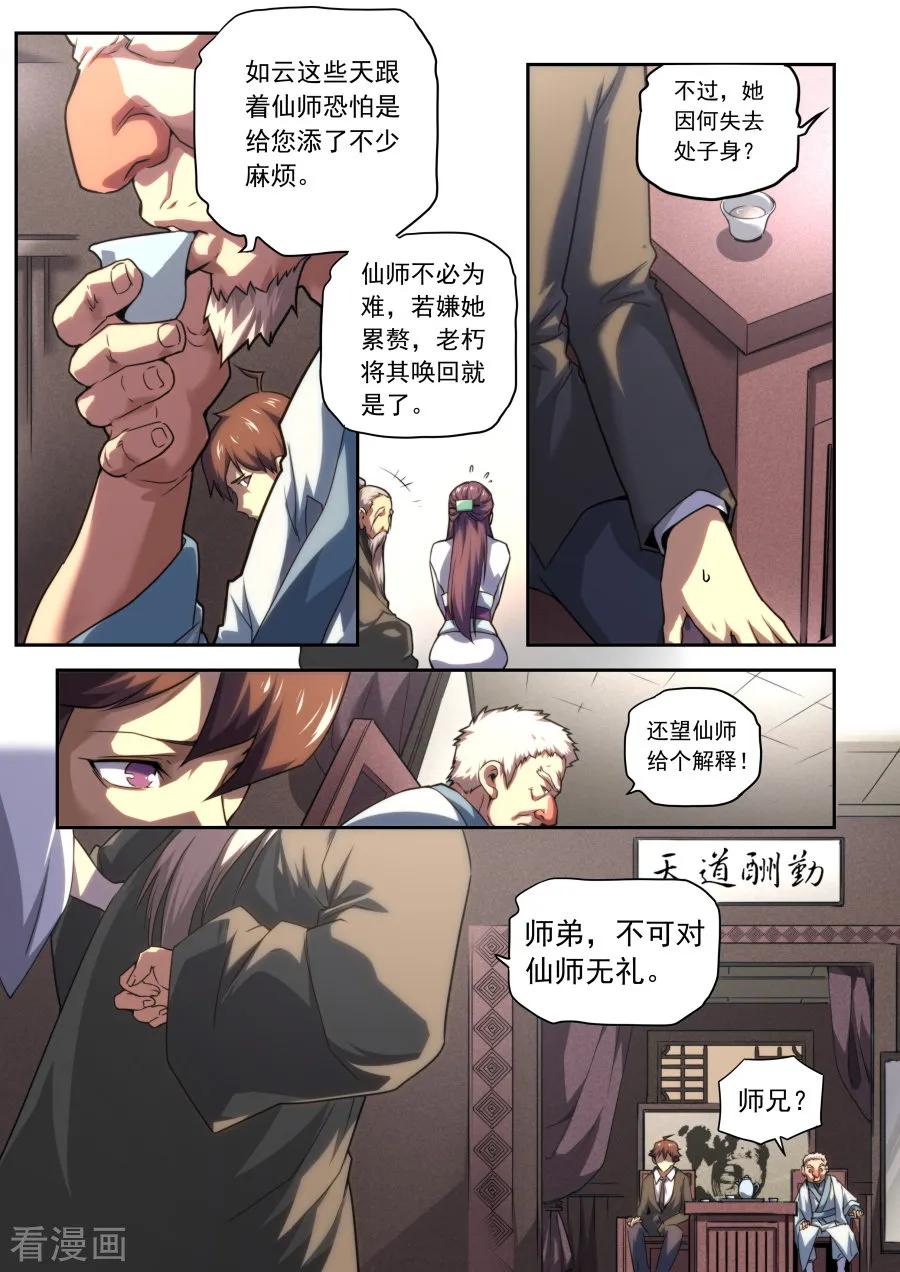 如云这些天跟
着仙师恐怕是
给您添了不少
麻烦。
仙师不必为
难，若嫌她
累赘，老朽
将其唤回就
是了。
不过，她
因何失去
处子身？
还望仙师
给个解释！
天道酬勤
师弟，不可对
仙师无礼。
师兄？
看漫画